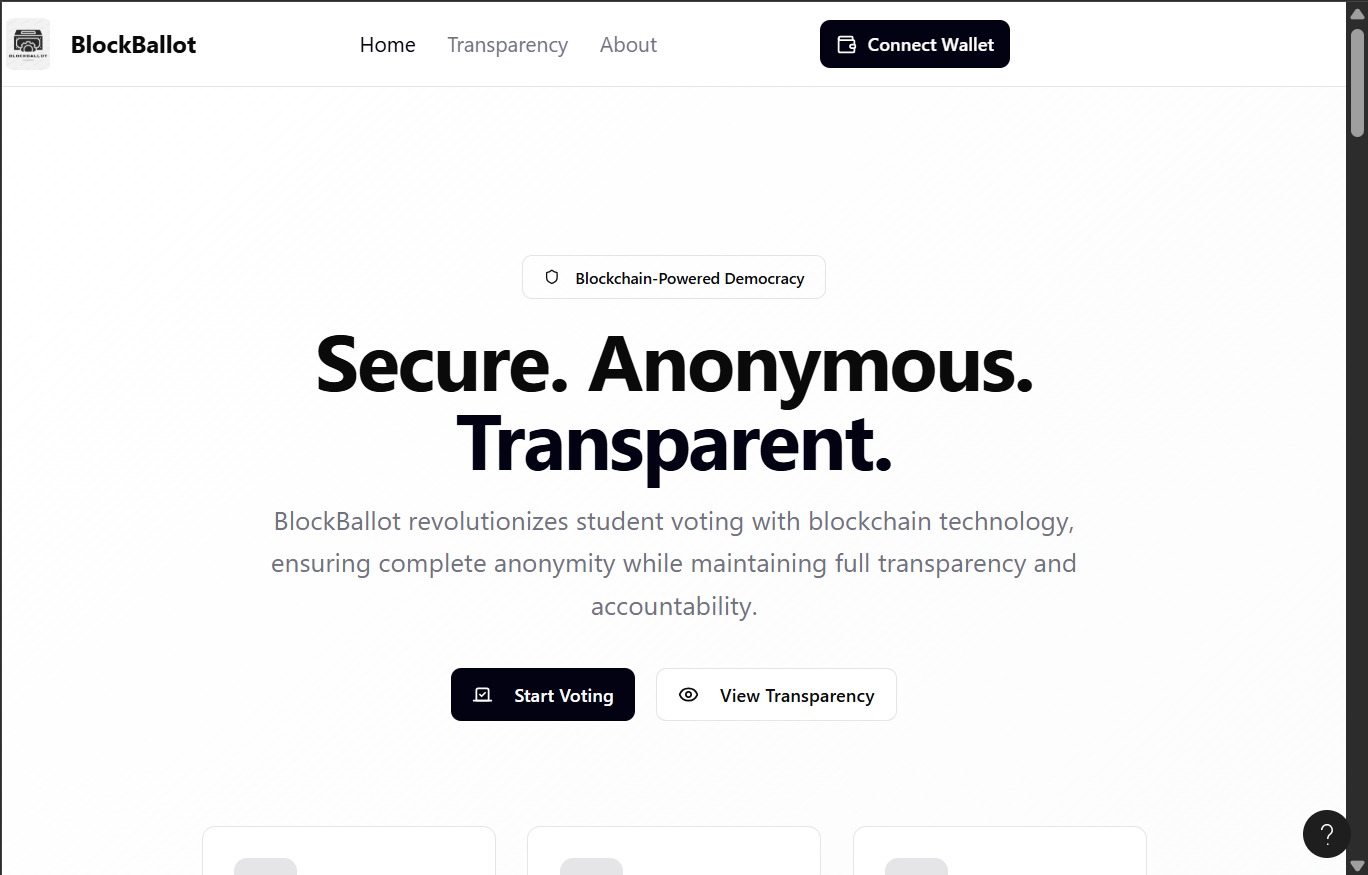 BLOCKBALLOT
BlockBallot
Home
Transparency
About
Connect Wallet
Blockchain-Powered Democracy
Secure. Anonymous.
Transparent.
BlockBallot revolutionizes student voting with blockchain technology,
ensuring complete anonymity while maintaining full transparency and
accountability.
Start Voting
View Transparency
?